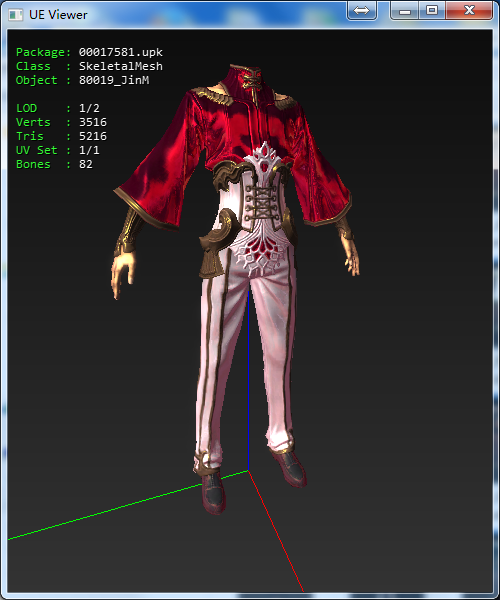 UE Viewer
Package: 00017581.upk
Class : SkeletalMesh
Object : 80019_JinM
LOD : 1/2
Verts : 3516
Tris : 5216
UV Set : 1/1
Bones : 82